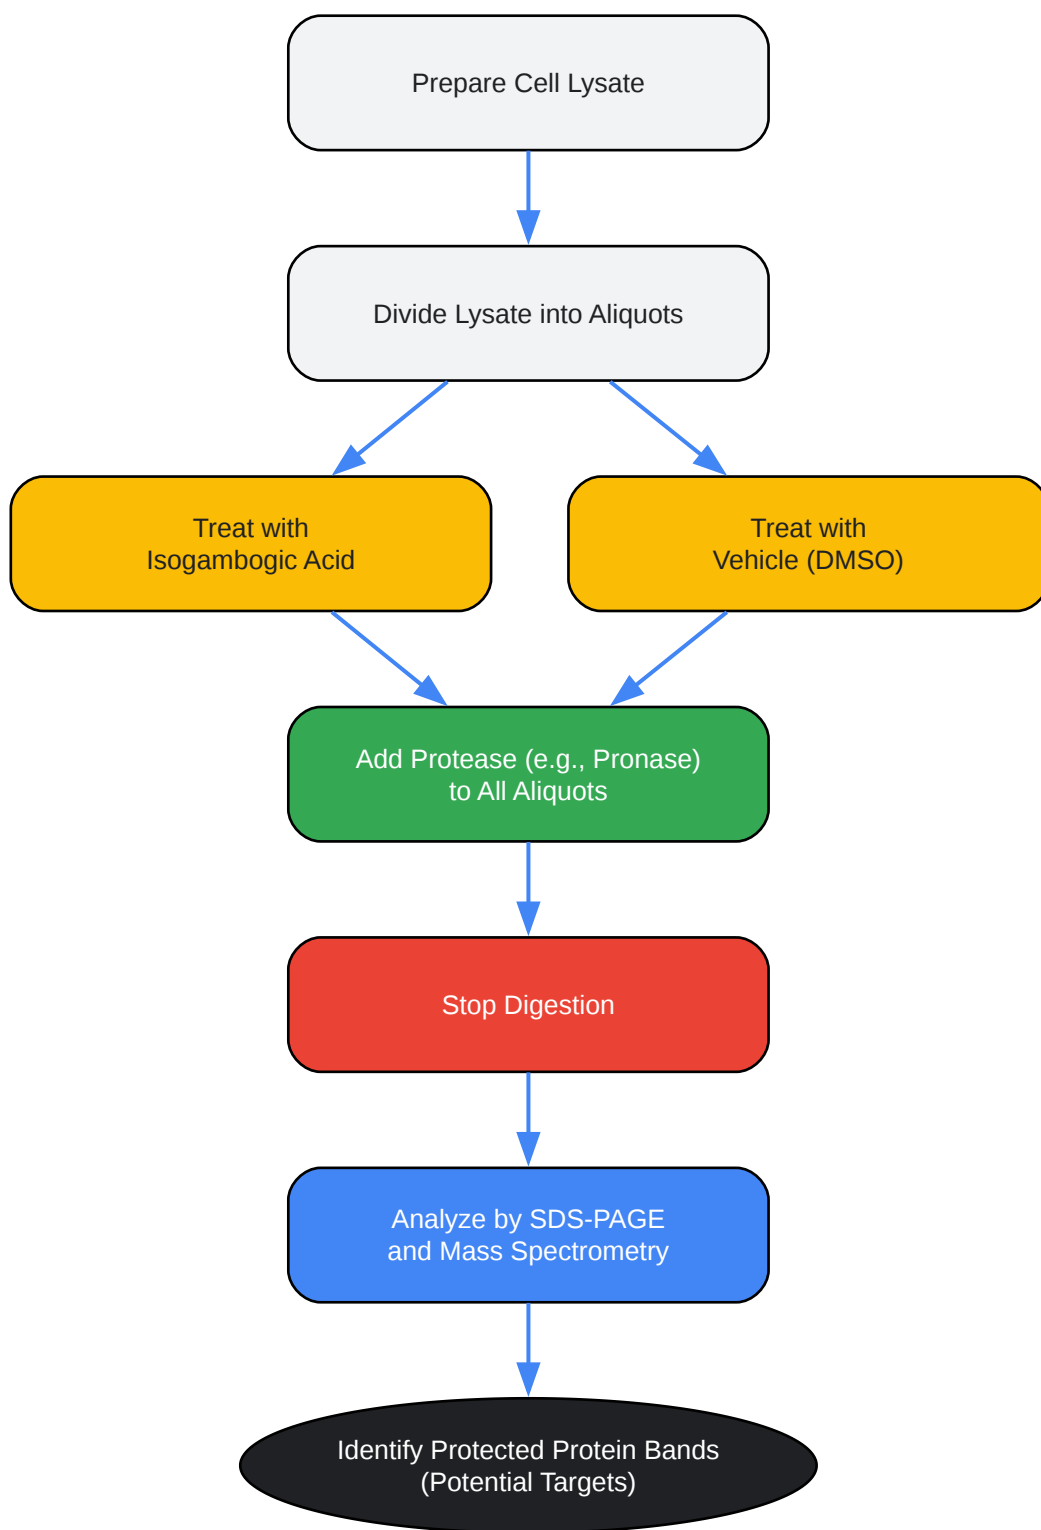 Prepare Cell Lysate
Divide Lysate into Aliquots
Treat with
Isogambogic Acid
Treat with
Vehicle (DMSO)
Add Protease (e.g., Pronase)
to All Aliquots
Stop Digestion
Analyze by SDS-PAGE
and Mass Spectrometry
Identify Protected Protein Bands
(Potential Targets)